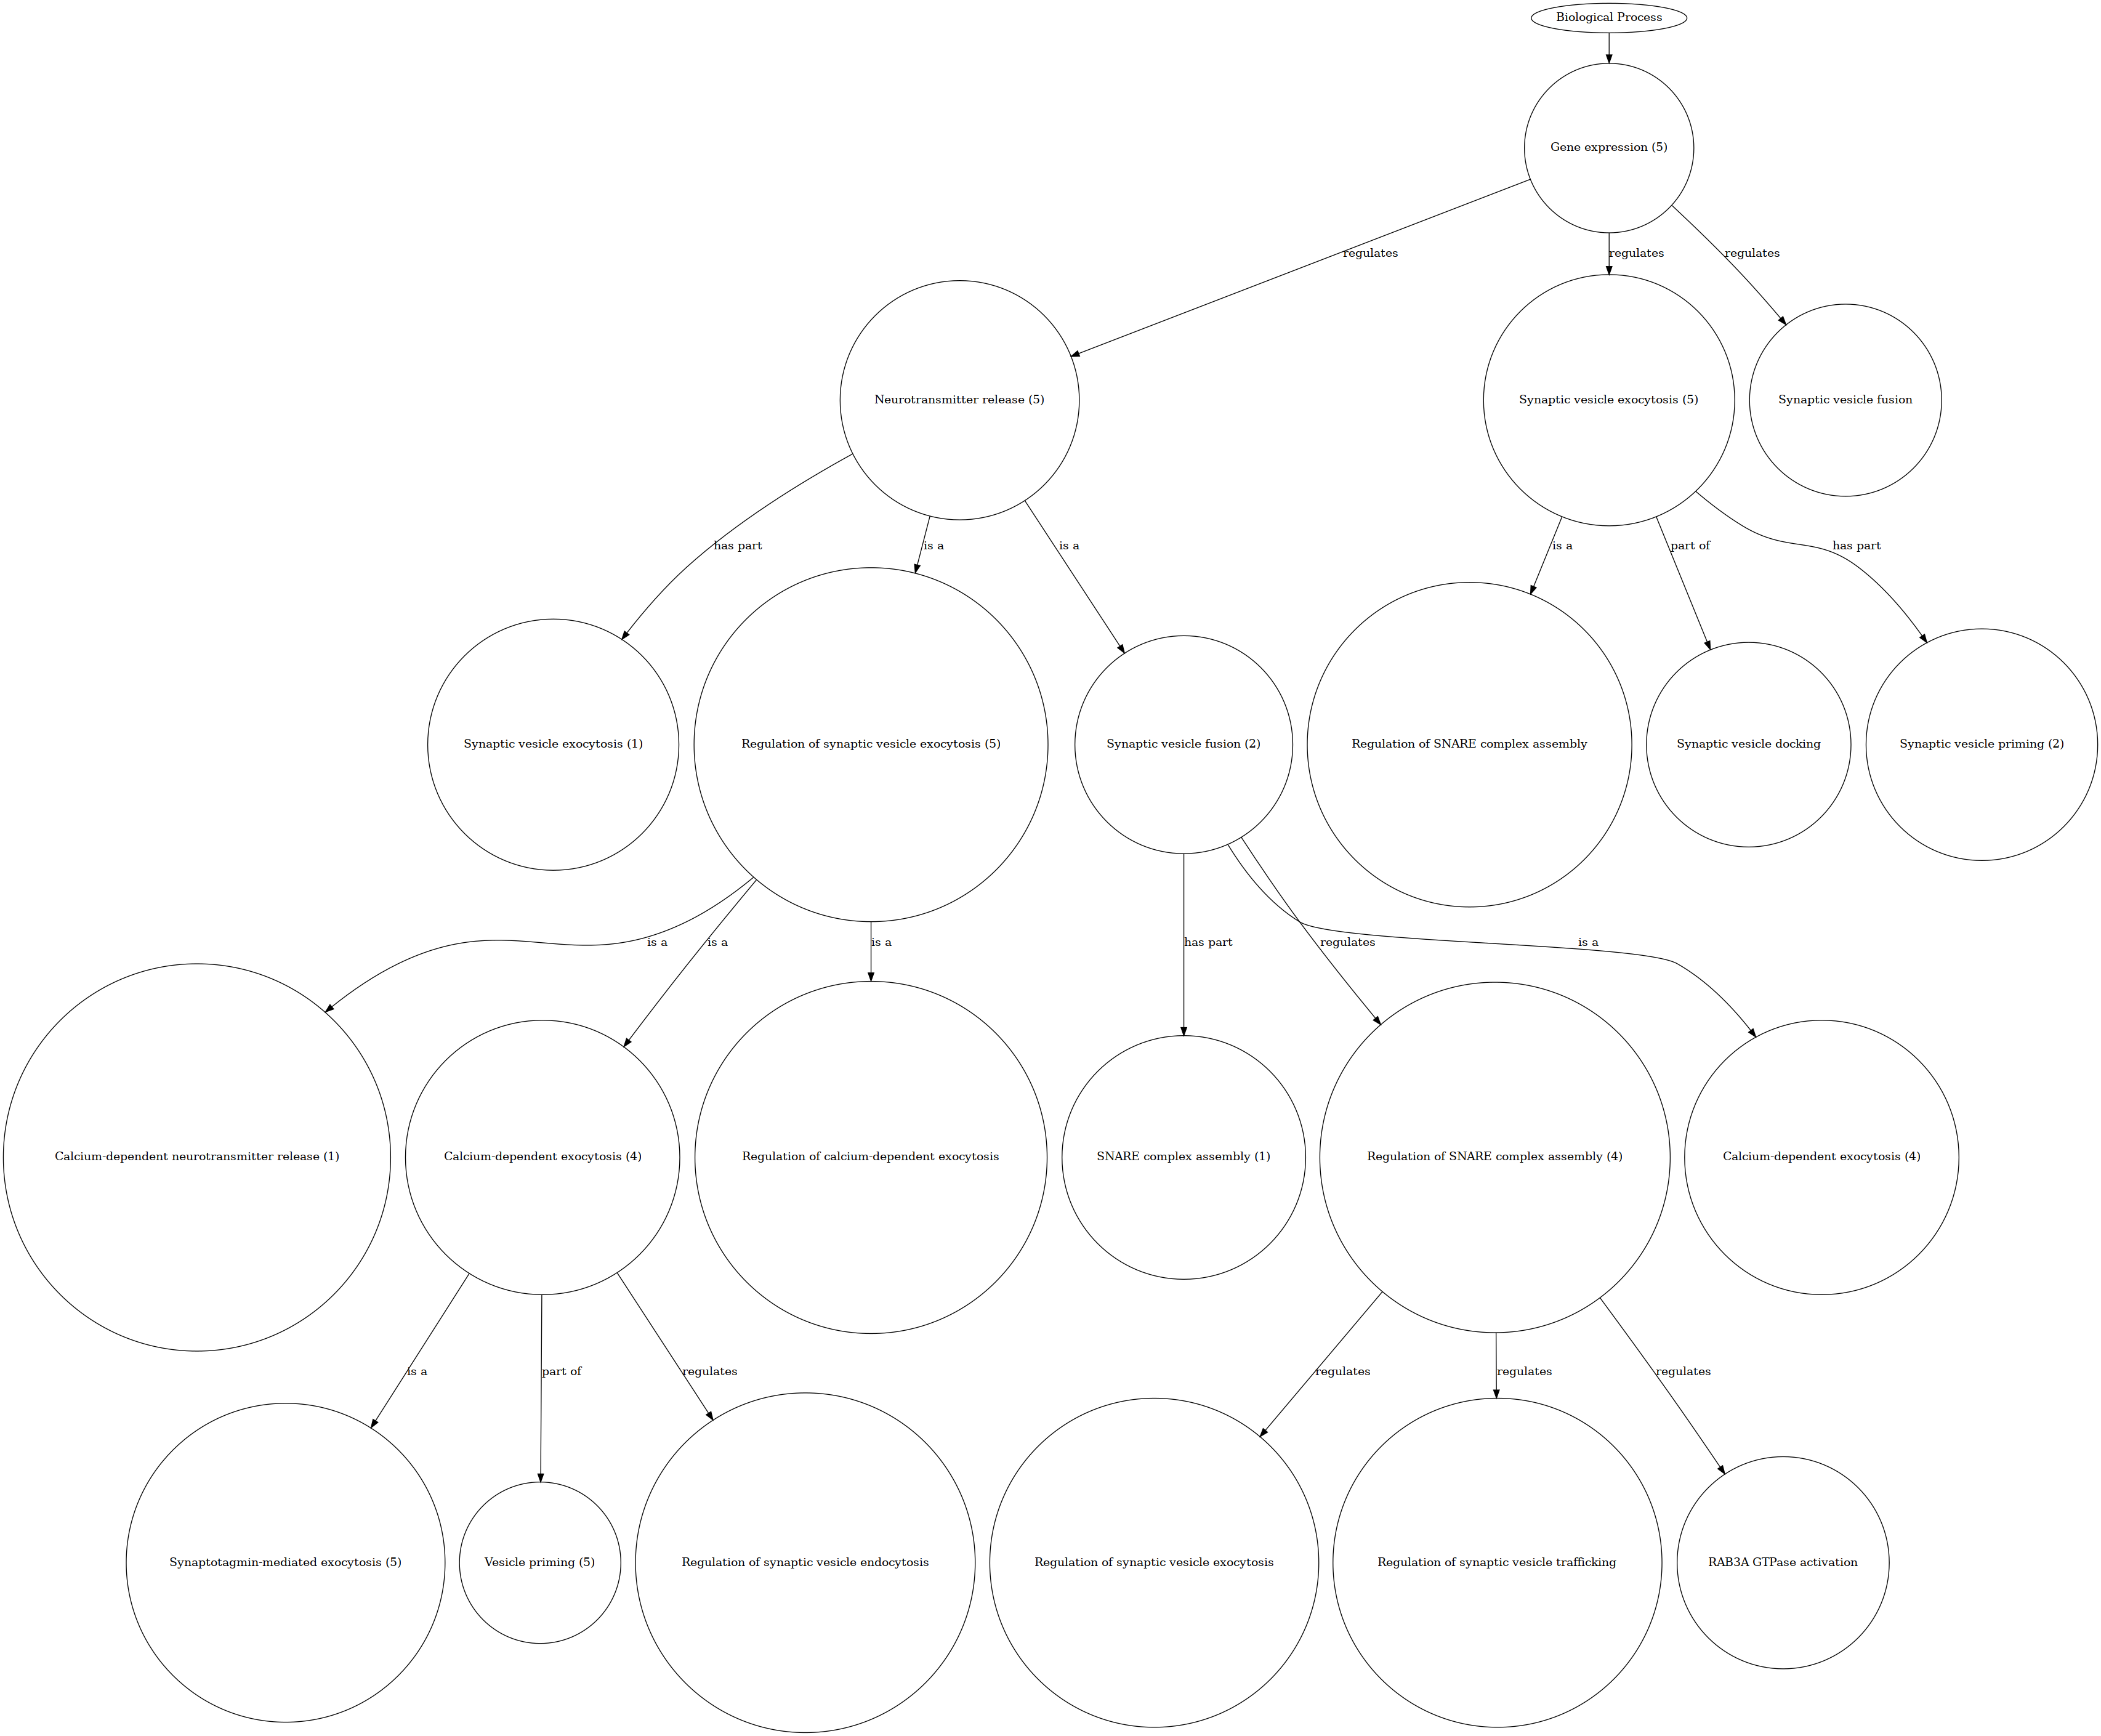 Biological Process
Gene expression (5)
regulates
regulates
regulates
Neurotransmitter release (5)
Synaptic vesicle exocytosis (5)
Synaptic vesicle fusion
has part
is a
is a
is a
part of
has part
Synaptic vesicle exocytosis (1)
Regulation of synaptic vesicle exocytosis (5)
Synaptic vesicle fusion (2)
Regulation of SNARE complex assembly
Synaptic vesicle docking
Synaptic vesicle priming (2)
is a
is a
is a
has part
regulates
is a
Calcium-dependent neurotransmitter release (1)
Calcium-dependent exocytosis (4)
Regulation of calcium-dependent exocytosis
SNARE complex assembly (1)
Regulation of SNARE complex assembly (4)
Calcium-dependent exocytosis (4)
is a
part of
regulates
regulates
regulates
regulates
Synaptotagmin-mediated exocytosis (5)
Vesicle priming (5)
Regulation of synaptic vesicle endocytosis
Regulation of synaptic vesicle exocytosis
Regulation of synaptic vesicle trafficking
RAB3A GTPase activation